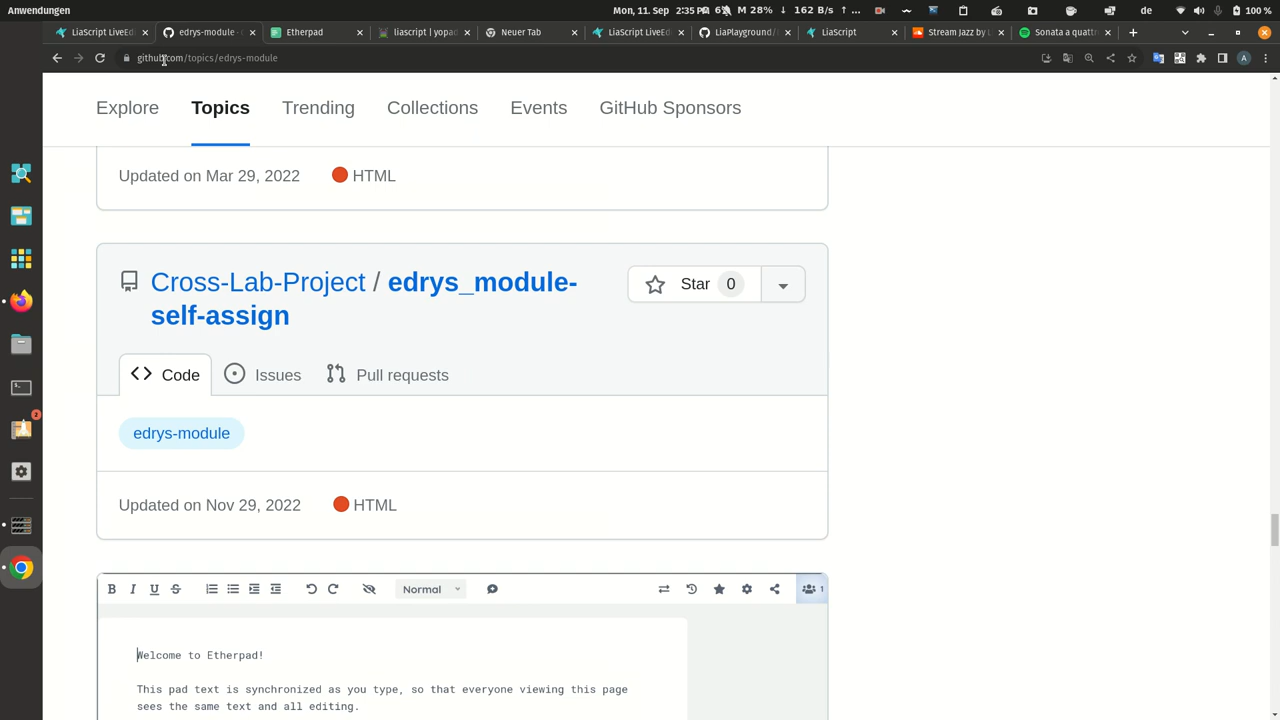 Anwendungen
Mon, 11. Sep 2:35 PM
M 28% ↓ 162 B/s ↑ ...
de
100 %
LiaScript LiveEd
edrys-module ·
Etherpad
liascript | yopad
Neuer Tab
LiaScript LiveEd
LiaPlayground/
LiaScript
Stream Jazz by L
Sonata a quatt
github.com/topics/edrys-module
A
Explore
Topics
Trending
Collections
Events
GitHub Sponsors
Updated on Mar 29, 2022
HTML
Cross-Lab-Project / edrys_module-
self-assign
Star 0
Code
Issues
Pull requests
edrys-module
Updated on Nov 29, 2022
HTML
2
B I U S
Normal
1
Welcome to Etherpad!
This pad text is synchronized as you type, so that everyone viewing this page
sees the same text and all editing.